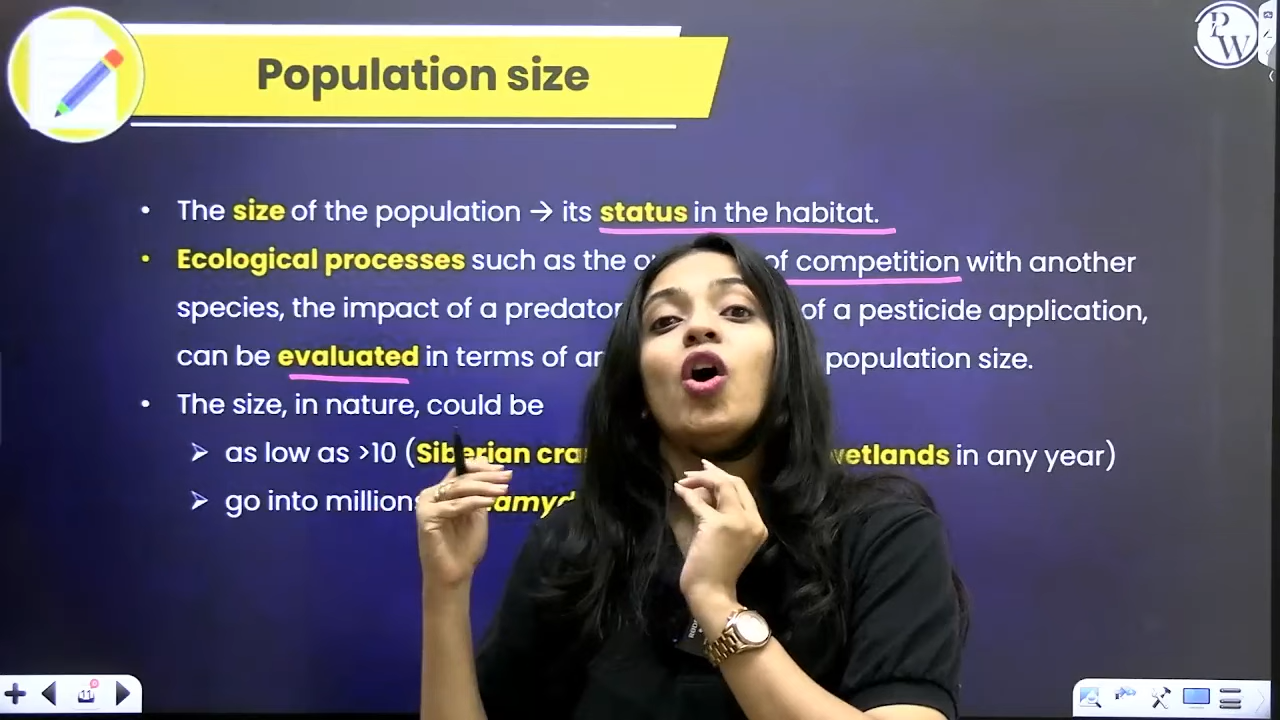 Population size
PW
• The size of the population → its status in the habitat.
• Ecological processes such as the of competition with another
species, the impact of a predator of a pesticide application,
can be evaluated in terms of population size.
• The size, in nature, could be
➢ as low as >10 (Siberian wetlands in any year)
➢ go into millions
11